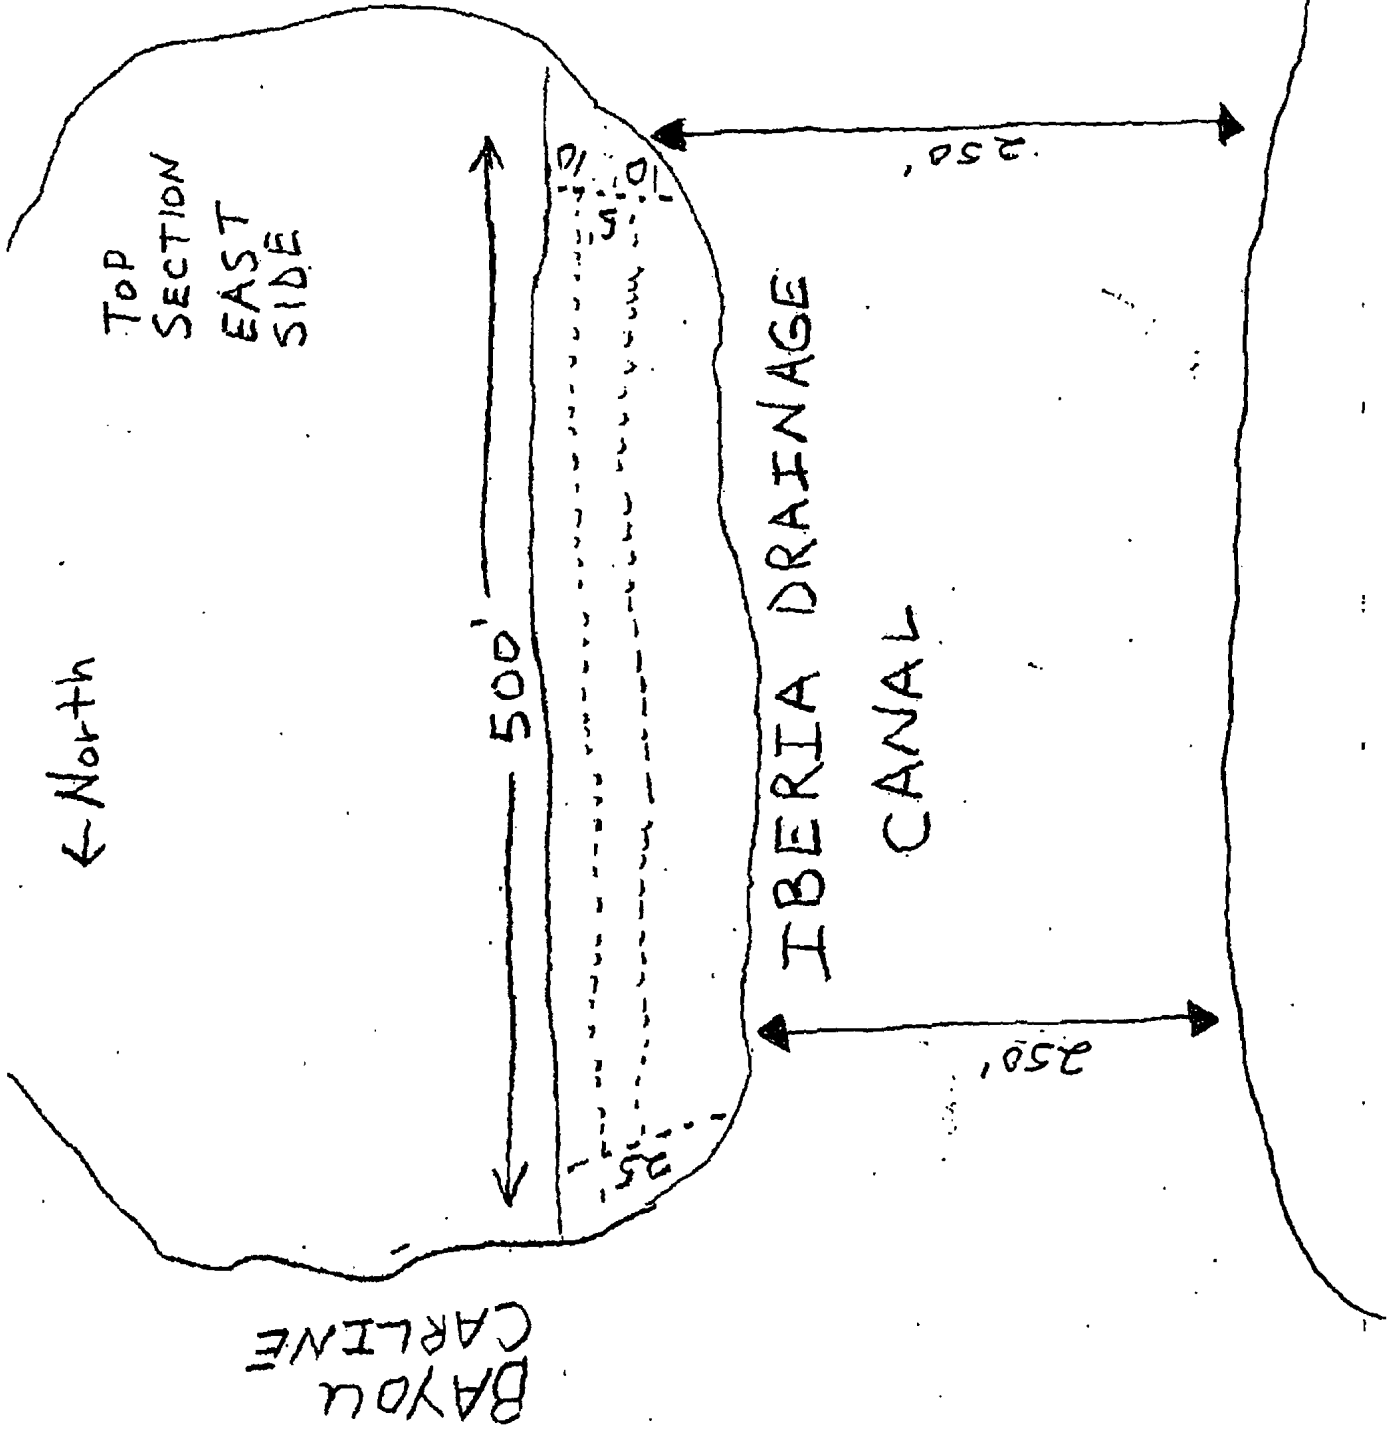 ← North
TOP
SECTION
EAST
SIDE
500'
10'
5'
10'
25
IBERIA DRAINAGE
CANAL
250'
250'
BAYOU
CARLINE